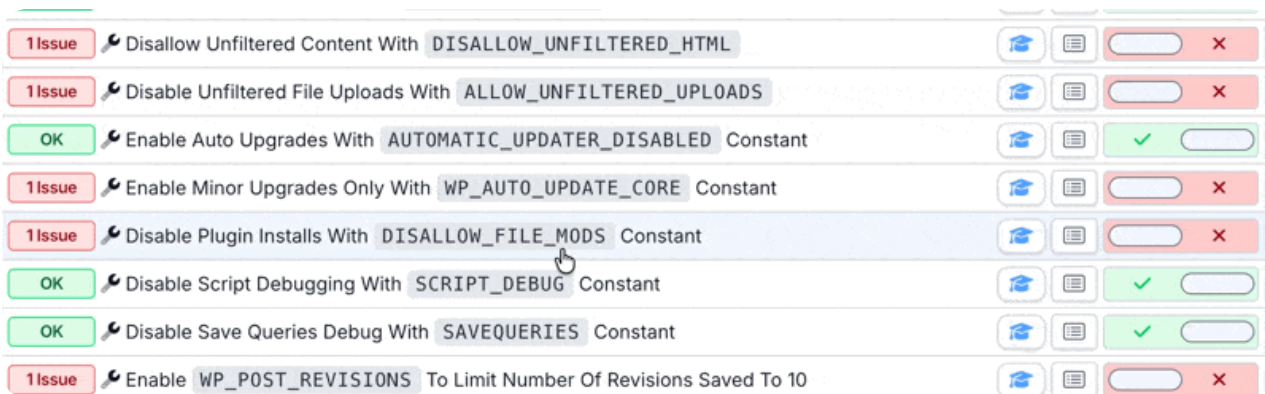 1 Issue Disallow Unfiltered Content With DISALLOW_UNFILTERED_HTML
1 Issue Disable Unfiltered File Uploads With ALLOW_UNFILTERED_UPLOADS
OK Enable Auto Upgrades With AUTOMATIC_UPDATER_DISABLED Constant
1 Issue Enable Minor Upgrades Only With WP_AUTO_UPDATE_CORE Constant
1 Issue Disable Plugin Installs With DISALLOW_FILE_MODS Constant
OK Disable Script Debugging With SCRIPT_DEBUG Constant
OK Disable Save Queries Debug With SAVEQUERIES Constant
1 Issue Enable WP_POST_REVISIONS To Limit Number Of Revisions Saved To 10